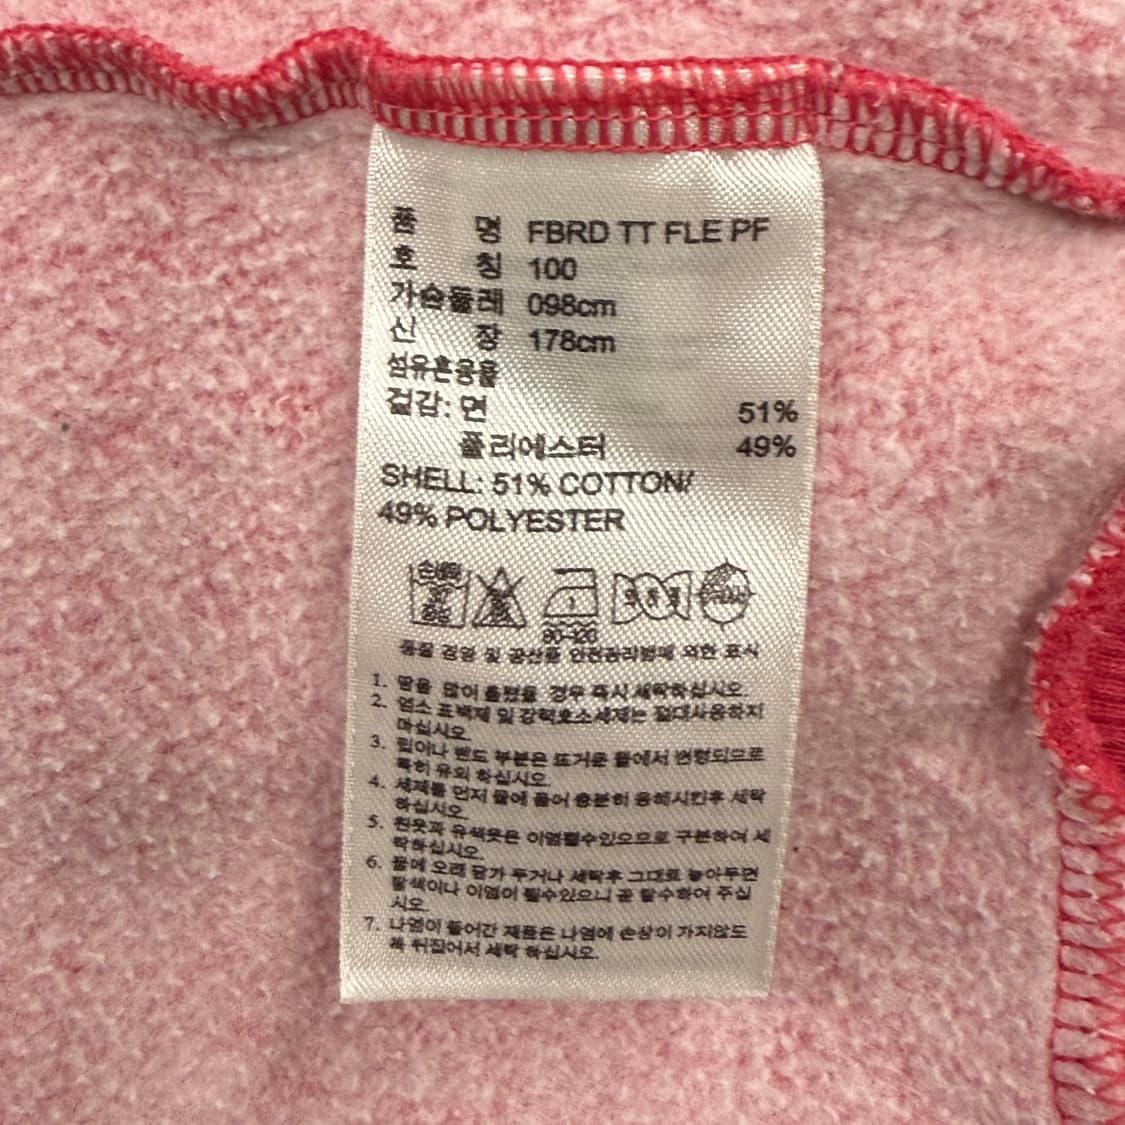 품 명 FBRD TT FLE PF
호 칭 100
가슴둘레 098cm
신 장 178cm
섬유혼용율
겉감: 면 51%
폴리에스터 49%
SHELL: 51% COTTON/
49% POLYESTER
80~120
품질 경영 및 공산품 안전관리법에 의한 표시
1. 땀을 많이 흘렸을 경우 즉시 세탁하십시오.
2. 염소 표백제 및 강력효소세제는 절대사용하지
마십시오.
3. 립이나 밴드 부분은 뜨거운 물에서 변형되므로
특히 유의 하십시오.
4. 세제를 먼저 물에 풀어 충분히 용해시킨후 세탁
하십시오.
5. 흰옷과 유색옷은 이염될수있으므로 구분하여 세
탁하십시오.
6. 물에 오래 담가 두거나 세탁후 그대로 놓아두면
탈색이나 이염이 될수있으니 꼭 탈수하여 주십
시오.
7. 나염이 들어간 제품은 나염에 손상이 가지않도
록 뒤집어서 세탁 하십시오.